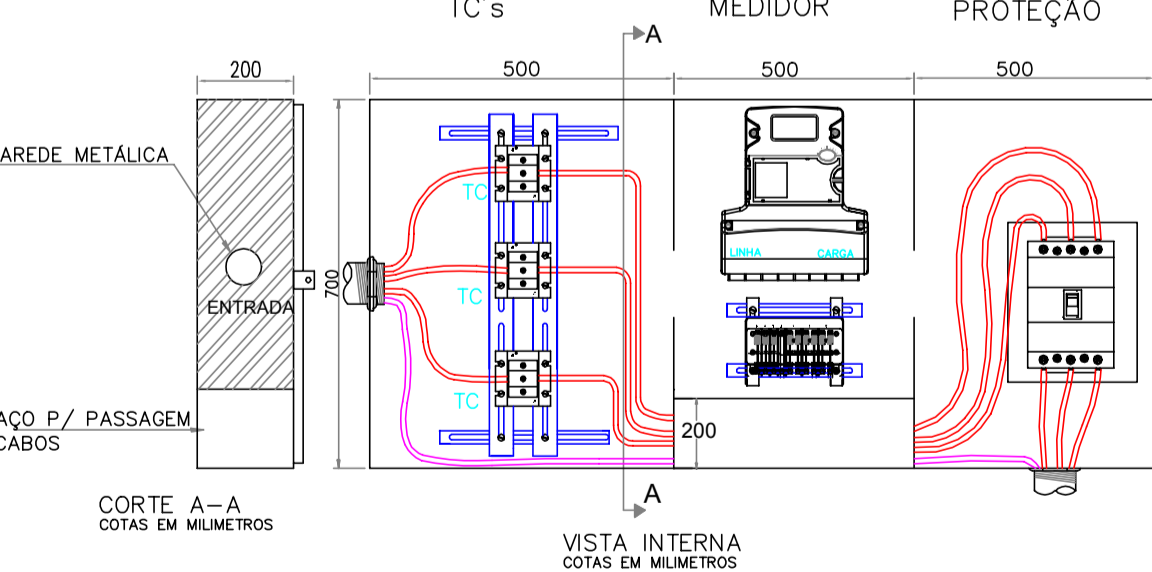 TC's
MEDIDOR
PROTEÇÃO
A
200
500
500
500
AREDE METÁLICA
TC
LINHA
CARGA
700
ENTRADA
TC
TC
AÇO P/ PASSAGEM
CABOS
200
A
CORTE A-A
COTAS EM MILIMETROS
VISTA INTERNA
COTAS EM MILIMETROS